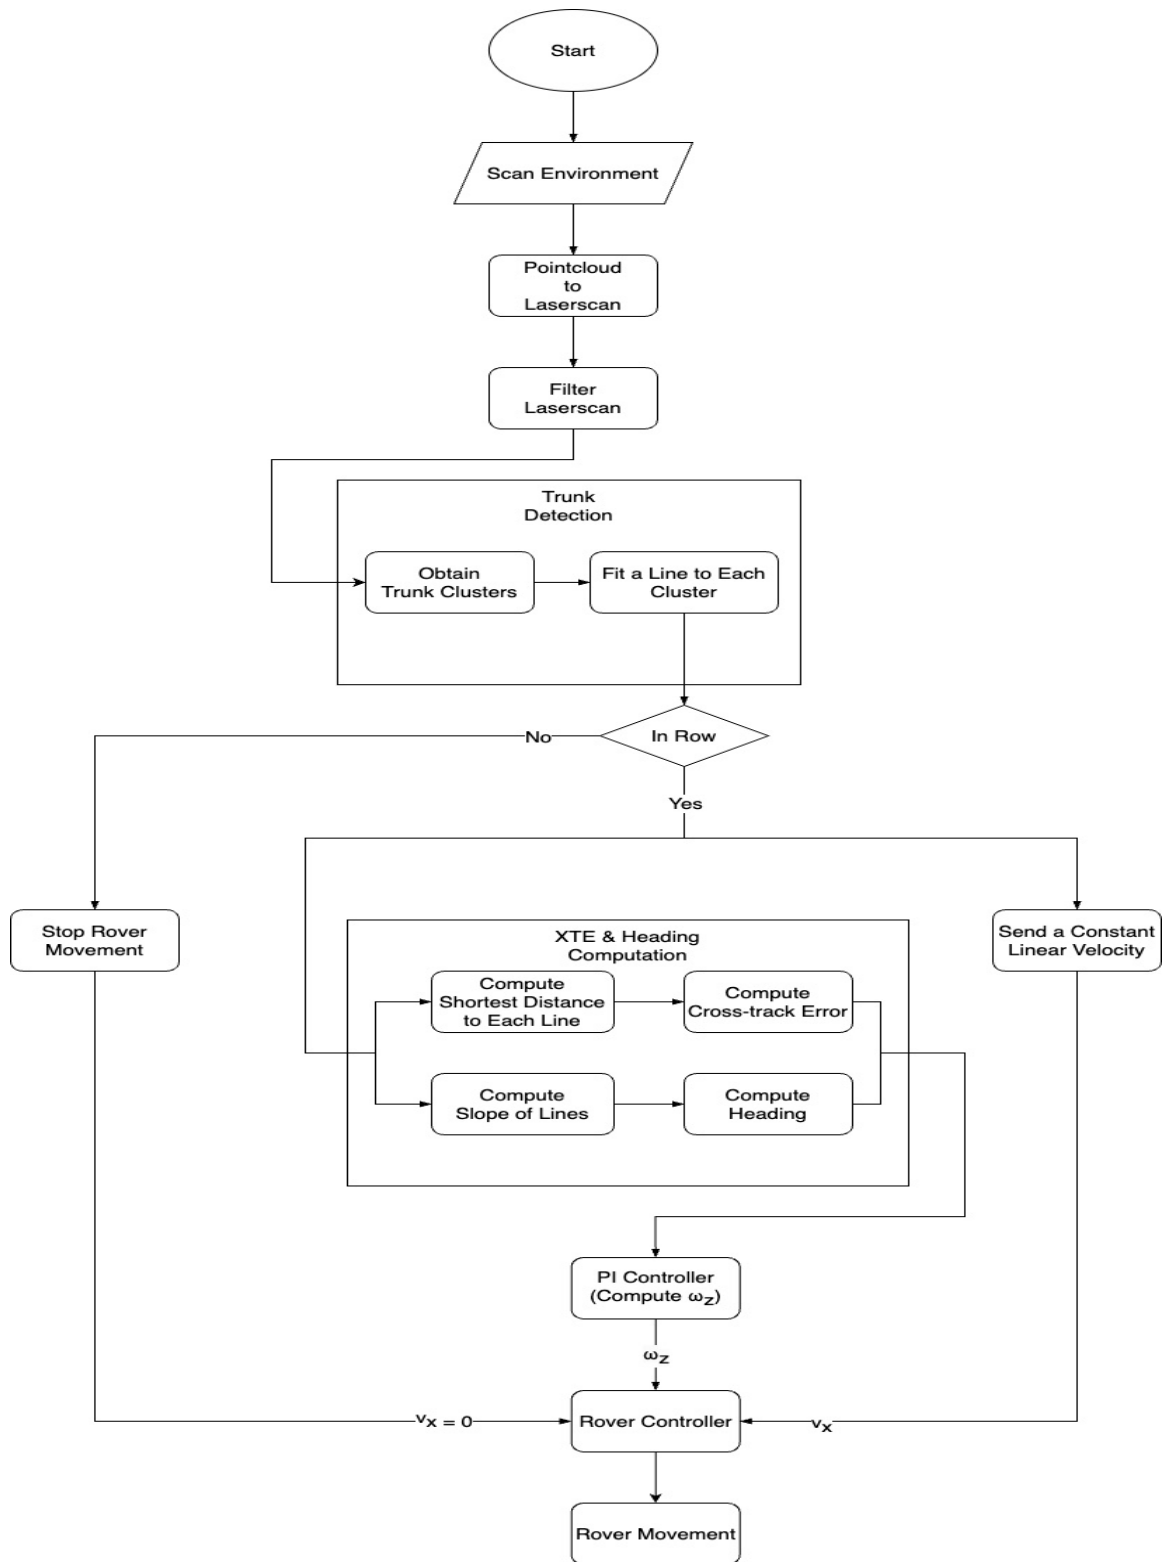 Start
Scan Environment
Pointcloud
to
Laserscan
Filter
Laserscan
Trunk
Detection
Obtain
Trunk Clusters
Fit a Line to Each
Cluster
In Row
No
Yes
Stop Rover
Movement
XTE & Heading
Computation
Send a Constant
Linear Velocity
Compute
Shortest Distance
to Each Line
Compute
Cross-track Error
Compute
Slope of Lines
Compute
Heading
PI Controller
(Compute ωz)
ωz
vx = 0
Rover Controller
vx
Rover Movement